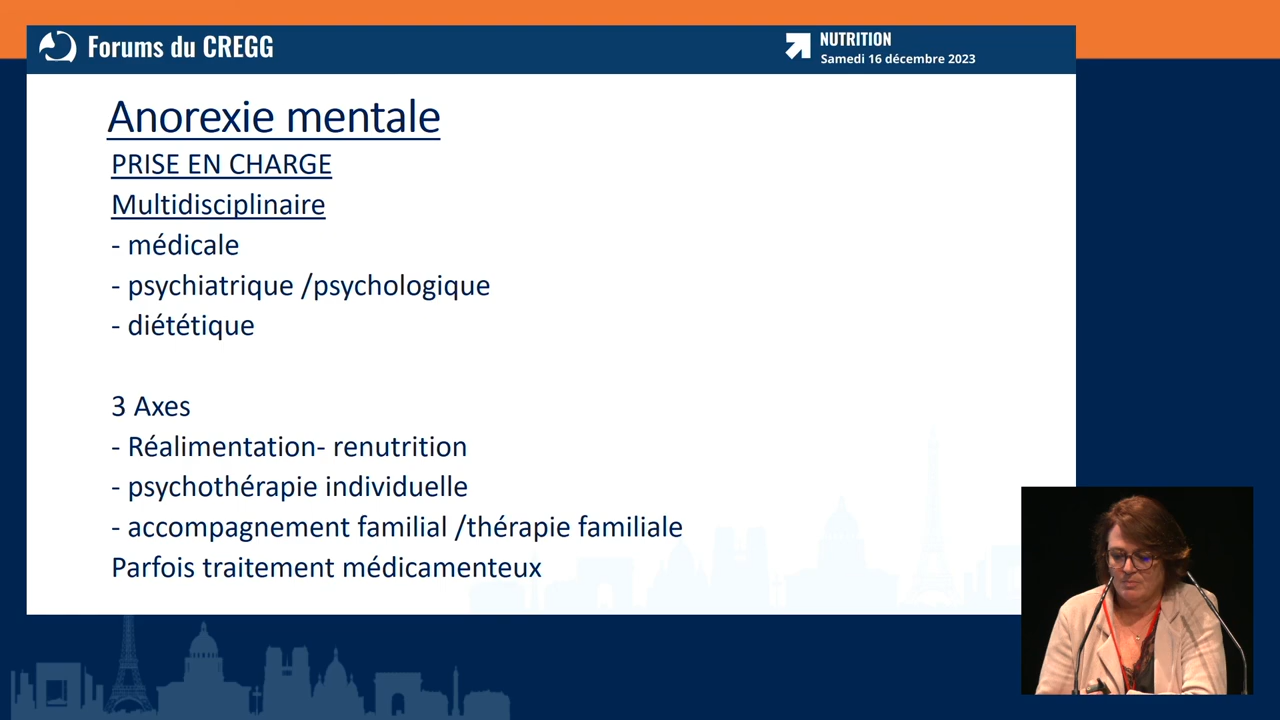 Forums du CREGG
NUTRITION
Samedi 16 décembre 2023
Anorexie mentale
PRISE EN CHARGE
Multidisciplinaire
- médicale
- psychiatrique /psychologique
- diététique
3 Axes
- Réalimentation- renutrition
- psychothérapie individuelle
- accompagnement familial /thérapie familiale
Parfois traitement médicamenteux